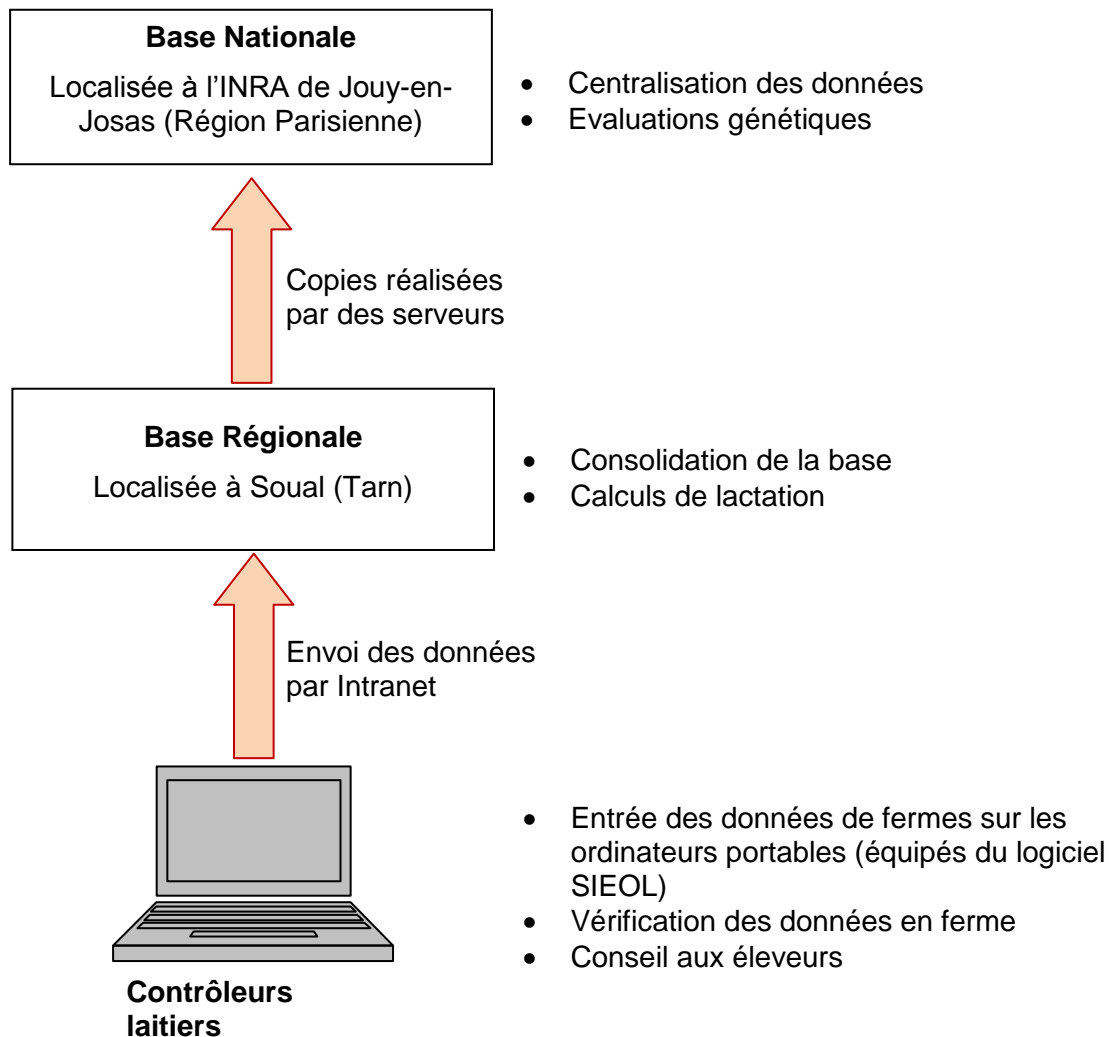 Base Nationale
Localisée à l’INRA de Jouy-en-
Josas (Région Parisienne)
• Centralisation des données
• Evaluations génétiques
Copies réalisées
par des serveurs
Base Régionale
Localisée à Soual (Tarn)
• Consolidation de la base
• Calculs de lactation
Envoi des données
par Intranet
• Entrée des données de fermes sur les
ordinateurs portables (équipés du logiciel
SIEOL)
• Vérification des données en ferme
• Conseil aux éleveurs
Contrôleurs
laitiers